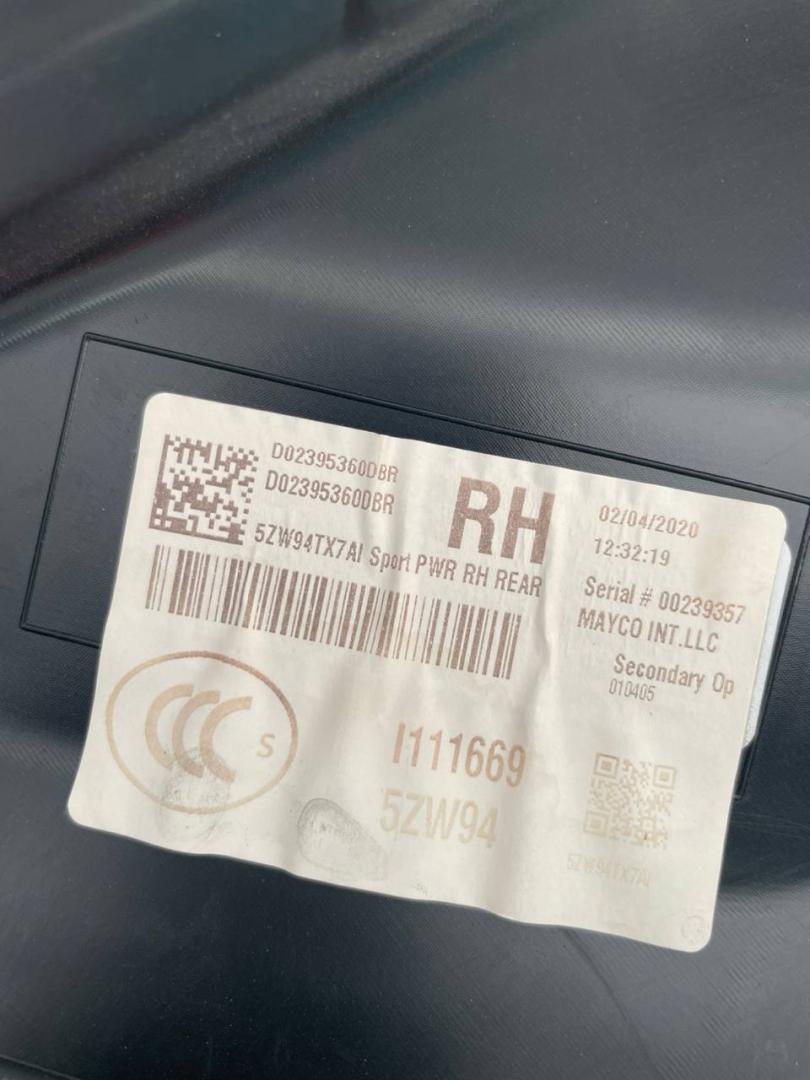 D02395360DBR
D02395360DBR
RH
5ZW94TX7AI Sport PWR RH REAR
02/04/2020
12:32:19
Serial # 00239357
MAYCO INT.LLC
Secondary Op
010405
CCC S
I111669
5ZW94
5ZW94TX7AI